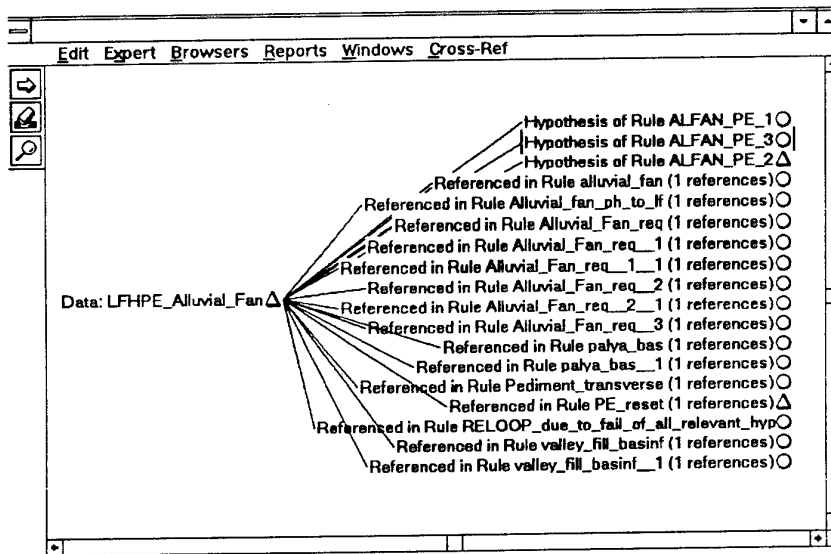 Edit Expert Browsers Reports Windows Cross-Ref
Hypothesis of Rule ALFAN_PE_1
Hypothesis of Rule ALFAN_PE_3
Hypothesis of Rule ALFAN_PE_2
Referenced in Rule alluvial_fan (1 references)
Referenced in Rule Alluvial_fan_ph_to_lf (1 references)
Referenced in Rule Alluvial_Fan_req (1 references)
Referenced in Rule Alluvial_Fan_req__1 (1 references)
Referenced in Rule Alluvial_Fan_req__1_1 (1 references)
Referenced in Rule Alluvial_Fan_req__2 (1 references)
Data: LFHPE_Alluvial_Fan
Referenced in Rule Alluvial_Fan_req__2_1 (1 references)
Referenced in Rule Alluvial_Fan_req__3 (1 references)
Referenced in Rule palya_bas (1 references)
Referenced in Rule palya_bas__1 (1 references)
Referenced in Rule Pediment_transverse (1 references)
Referenced in Rule PE_reset (1 references)
Referenced in Rule RELOOP_due_to_fail_of_all_relevant_hyp
Referenced in Rule valley_fill_basinf (1 references)
Referenced in Rule valley_fill_basinf__1 (1 references)